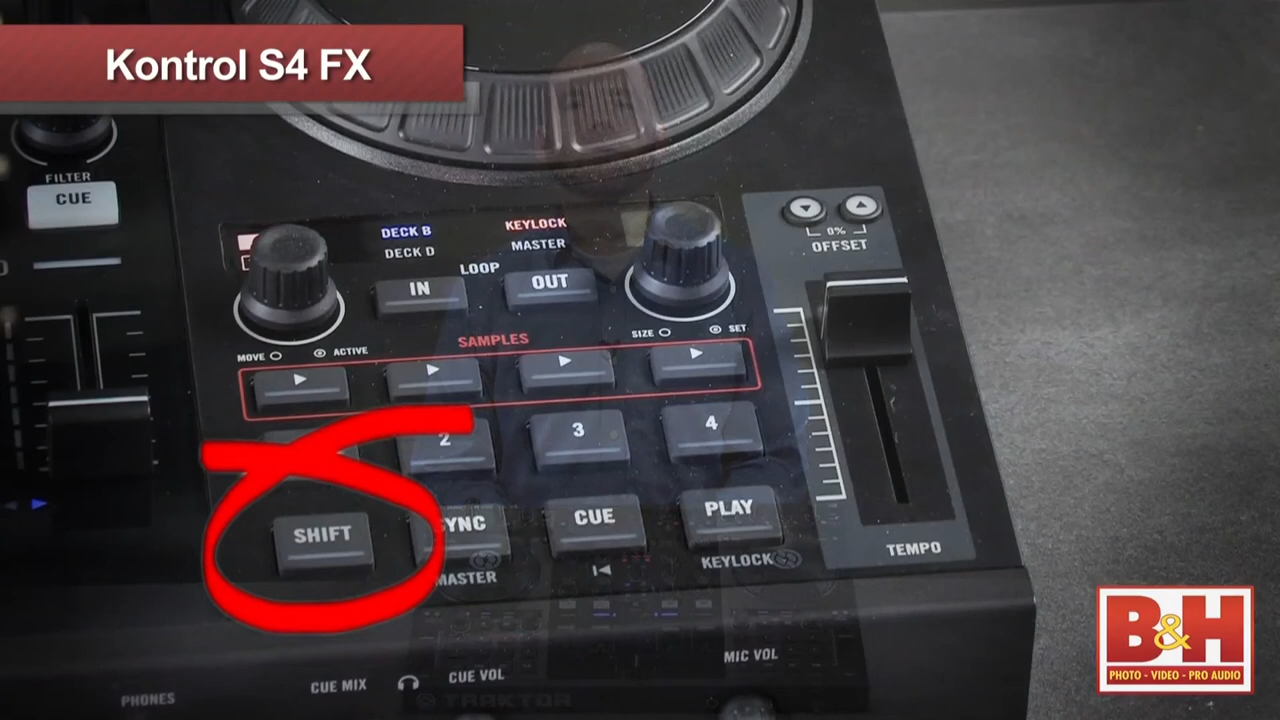 Kontrol S4 FX
FILTER
CUE
DECK B
DECK D
KEYLOCK
MASTER
LOOP
IN
OUT
0%
OFFSET
MOVE
ACTIVE
SAMPLES
SIZE
SET
2
3
4
SHIFT
YNC
CUE
PLAY
MASTER
KEYLOCK
TEMPO
PHONES
CUE MIX
CUE VOL
MIC VOL
TRAKTOR
B&H
PHOTO - VIDEO - PRO AUDIO